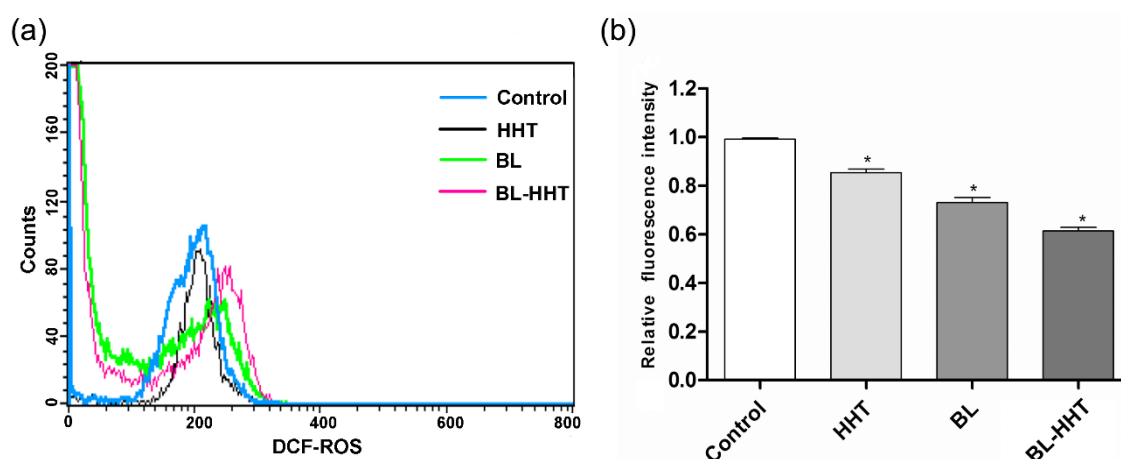 (a)
Counts
200
160
120
80
40
0
Control
HHT
BL
BL-HHT
0
200
400
600
800
DCF-ROS
(b)
Relative fluorescence intensity
1.2
1.0
0.8
0.6
0.4
0.2
0.0
*
*
*
Control
HHT
BL
BL-HHT